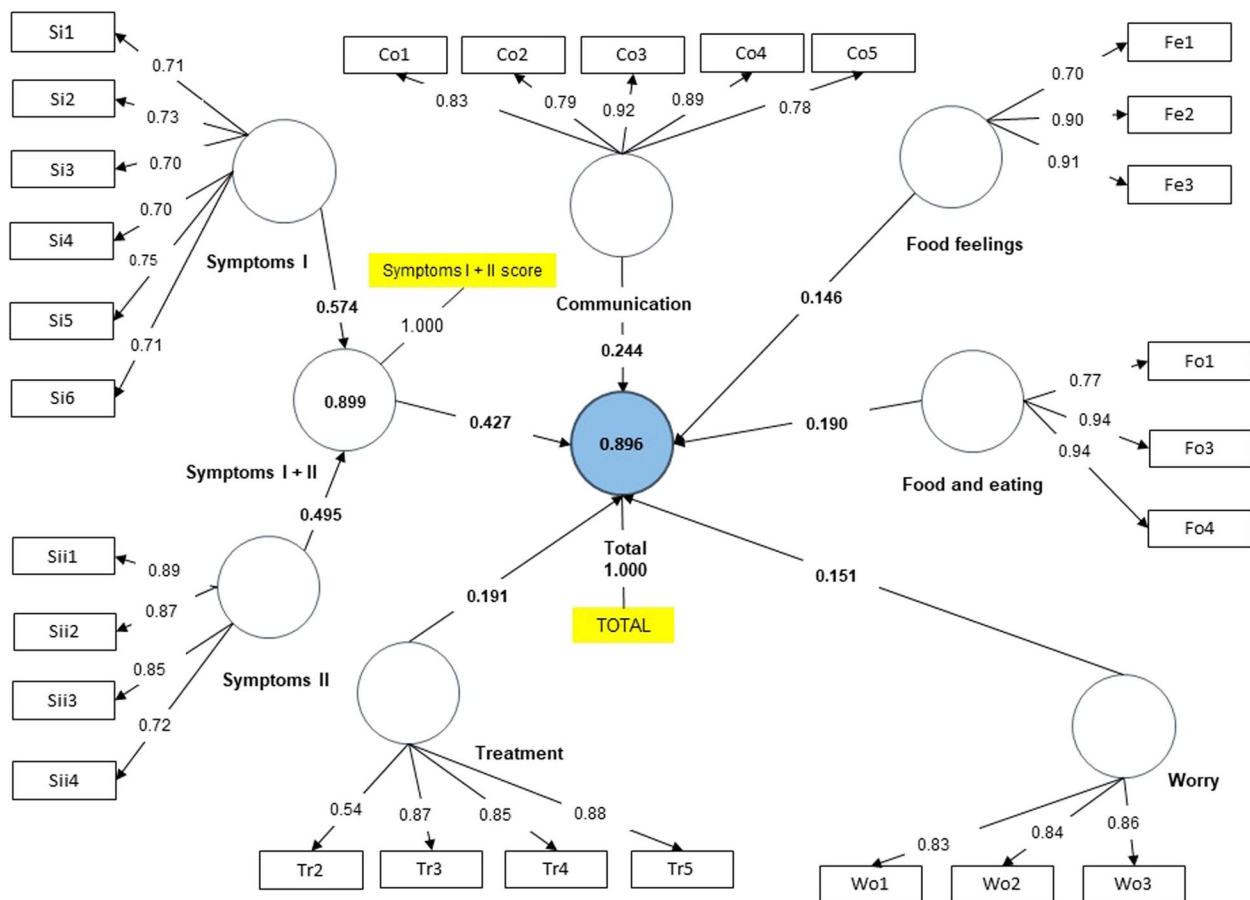 Si1
Si2
Si3
Si4
Si5
Si6
0.71
0.73
0.70
0.70
0.75
0.71
Symptoms I
0.574
Co1
Co2
Co3
Co4
Co5
0.83
0.79
0.92
0.89
0.78
Communication
0.244
Fe1
Fe2
Fe3
0.70
0.90
0.91
Food feelings
0.146
Symptoms I + II score
1.000
0.899
Symptoms I + II
0.427
0.896
0.190
Food and eating
Fo1
Fo3
Fo4
0.77
0.94
0.94
0.495
Sii1
Sii2
Sii3
Sii4
0.89
0.87
0.85
0.72
Symptoms II
0.191
Total
1.000
TOTAL
0.151
Treatment
0.54
0.87
0.85
0.88
Tr2
Tr3
Tr4
Tr5
Worry
0.83
0.84
0.86
Wo1
Wo2
Wo3